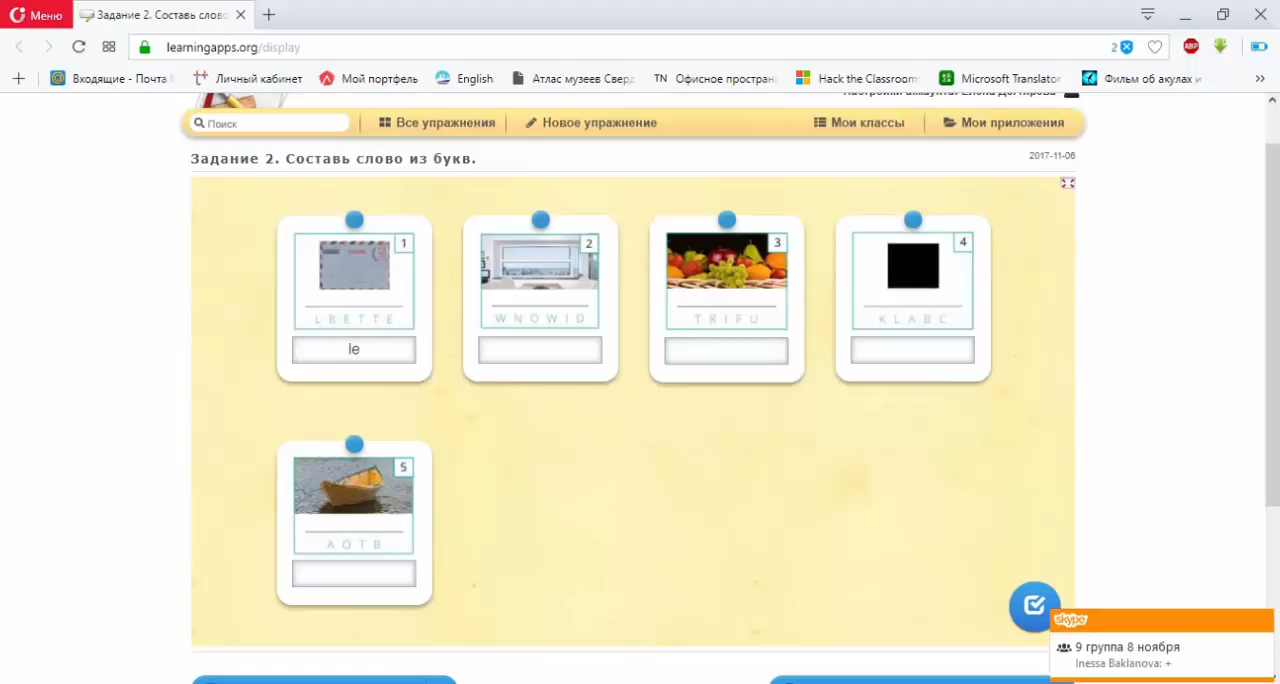 Меню
Задание 2. Составь слово
learningapps.org/display
2
ABP
Входящие - Почта
Личный кабинет
Мой портфель
English
Атлас музеев Сверд
TN Офисное простран
Hack the Classroom
Microsoft Translator
Фильм об акулах и
Поиск
Все упражнения
Новое упражнение
Мои классы
Мои приложения
Задание 2. Составь слово из букв.
2017-11-06
1
L R E T T E
le
2
W N O W I D
3
T R I F U
4
K L A B C
5
A O T B
skype
9 группа 8 ноября
Inessa Baklanova: +